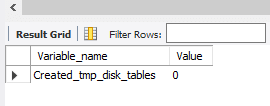 Result Grid Filter Rows:
Variable_name Value
Created_tmp_disk_tables 0